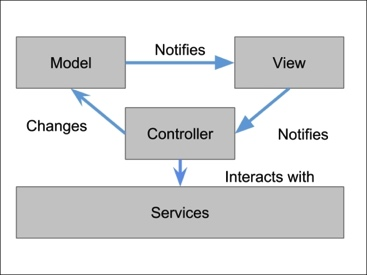 Notifies
Model
View
Changes
Controller
Notifies
Interacts with
Services